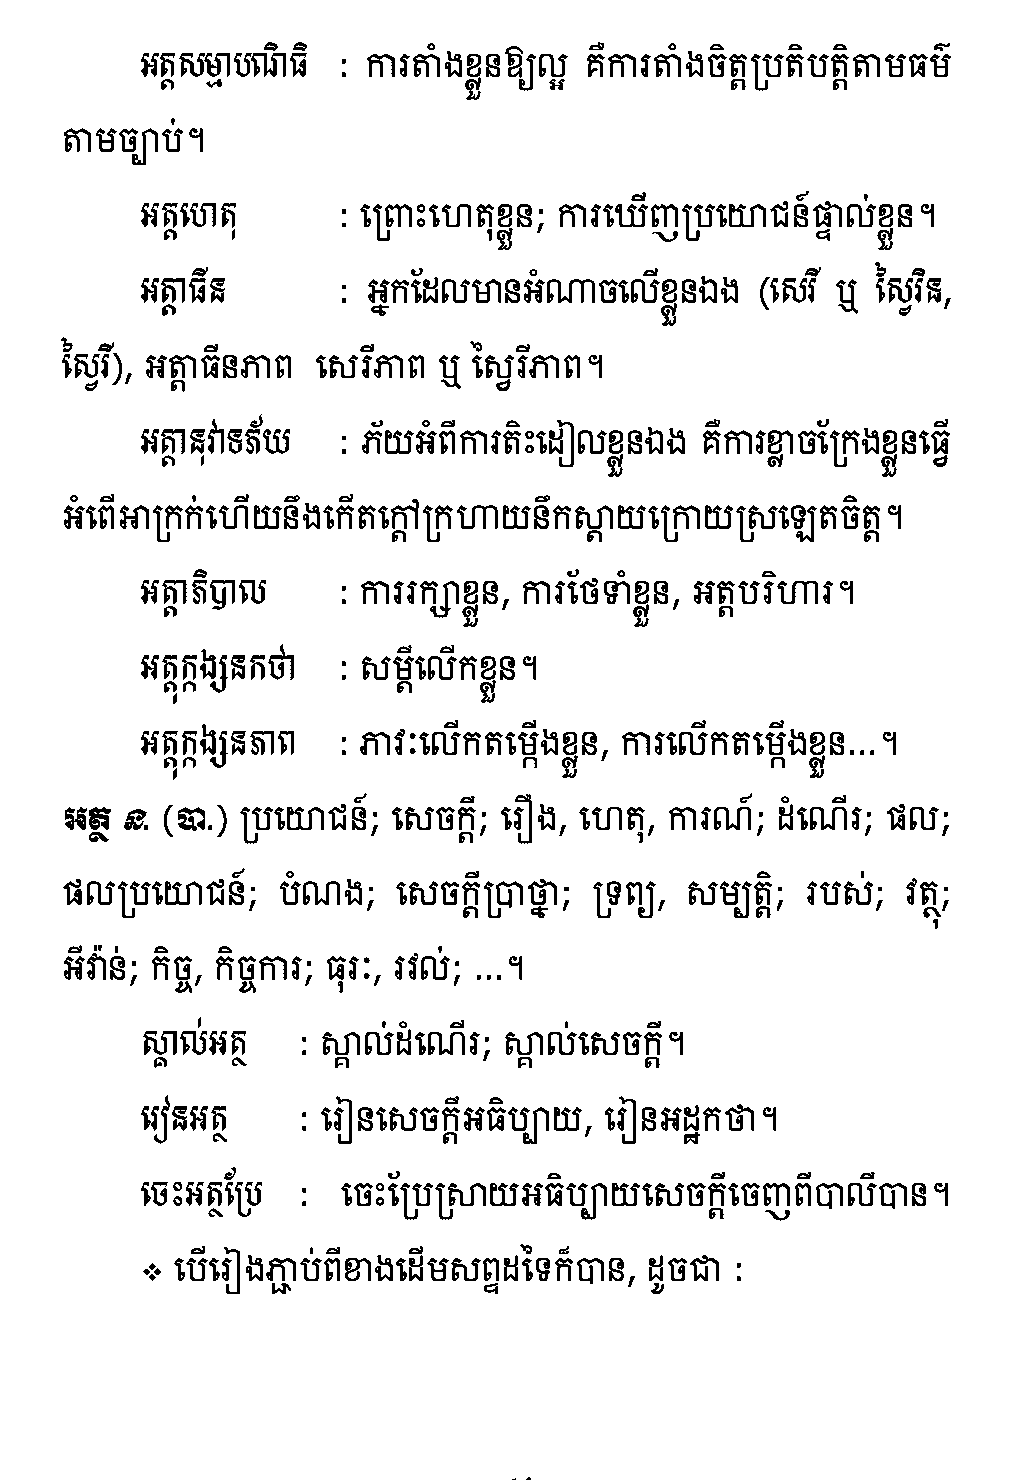 អត្តសម្មាបណិធិ : ការតាំងខ្លួនឱ្យល្អ គឺការតាំងចិត្តប្រតិបត្តិតាមធម៌
តាមច្បាប់។
អត្តហេតុ : ព្រោះហេតុខ្លួន; ការឃើញប្រយោជន៍ផ្ទាល់ខ្លួន។
អត្តាធីន : អ្នកដែលមានអំណាចលើខ្លួនឯង (សេរី ឬ ស្វៃរិន,
ស្វៃរី), អត្តាធីនភាព សេរីភាព ឬ ស្វៃរីភាព។
អត្តានុវាទភ័យ : ភ័យអំពីការតិះដៀលខ្លួនឯង គឺការខ្លាចក្រែងខ្លួនធ្វើ
អំពើអាក្រក់ហើយនឹងកើតក្ដៅក្រហាយនឹកស្ដាយក្រោយស្រឡេតចិត្ត។
អត្តាភិបាល : ការរក្សាខ្លួន, ការថែទាំខ្លួន, អត្តបរិហារ។
អត្តុក្កង្សនកថា : សម្ដីលើកខ្លួន។
អត្តុក្កង្សនភាព : ភាវៈលើកតម្កើងខ្លួន, ការលើកតម្កើងខ្លួន...។
អត្ថ ន. (បា.) ប្រយោជន៍; សេចក្ដី; រឿង, ហេតុ, ការណ៍; ដំណើរ; ផល;
ផលប្រយោជន៍; បំណង; សេចក្ដីប្រាថ្នា; ទ្រព្យ, សម្បត្តិ; របស់; វត្ថុ;
អីវ៉ាន់; កិច្ច, កិច្ចការ; ធុរៈ, រវល់; ...។
ស្គាល់អត្ថ : ស្គាល់ដំណើរ; ស្គាល់សេចក្ដី។
រៀនអត្ថ : រៀនសេចក្ដីអធិប្បាយ, រៀនអដ្ឋកថា។
ចេះអត្ថប្រែ : ចេះប្រែស្រាយអធិប្បាយសេចក្ដីចេញពីបាលីបាន។
❖ បើរៀងភ្ជាប់ពីខាងដើមសព្ទដទៃក៏បាន, ដូចជា :